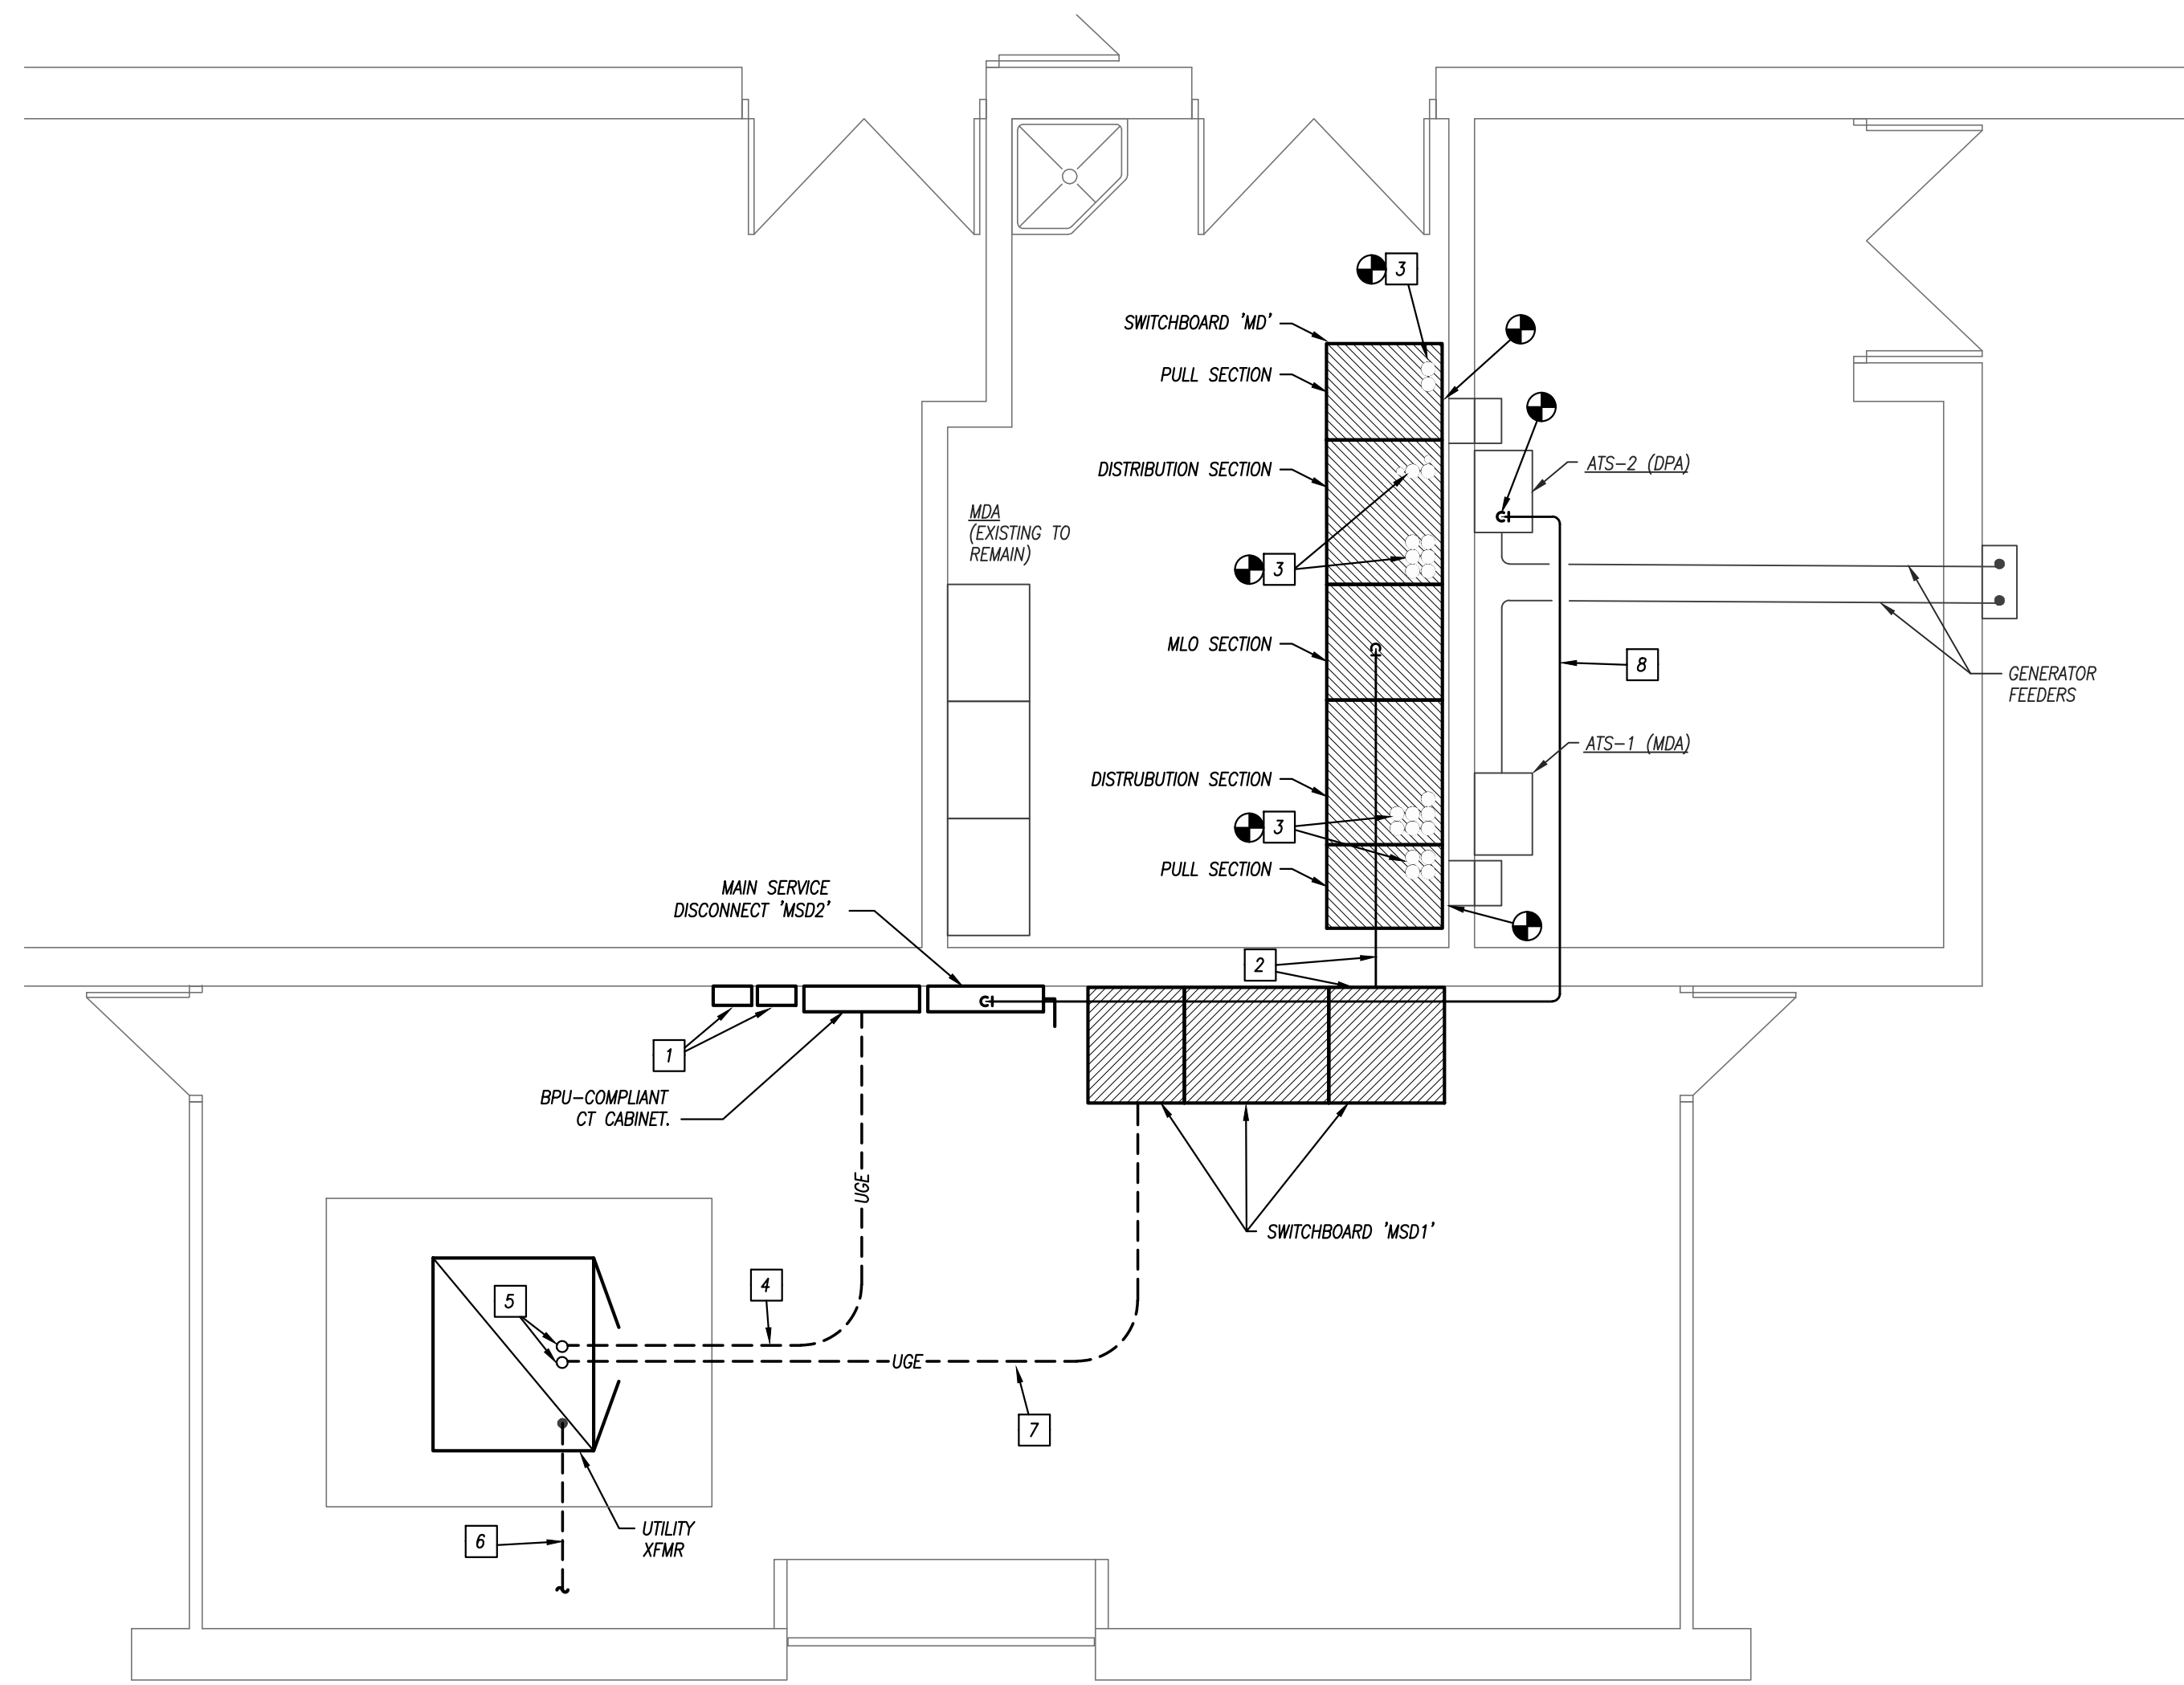 3
SWITCHBOARD 'MD'
PULL SECTION
DISTRIBUTION SECTION
ATS-2 (DPA)
MDA
(EXISTING TO
REMAIN)
3
MLO SECTION
8
GENERATOR
FEEDERS
ATS-1 (MDA)
DISTRUBUTION SECTION
3
PULL SECTION
MAIN SERVICE
DISCONNECT 'MSD2'
2
1
BPU-COMPLIANT
CT CABINET.
UGE
SWITCHBOARD 'MSD1'
4
5
UGE
7
6
UTILITY
XFMR